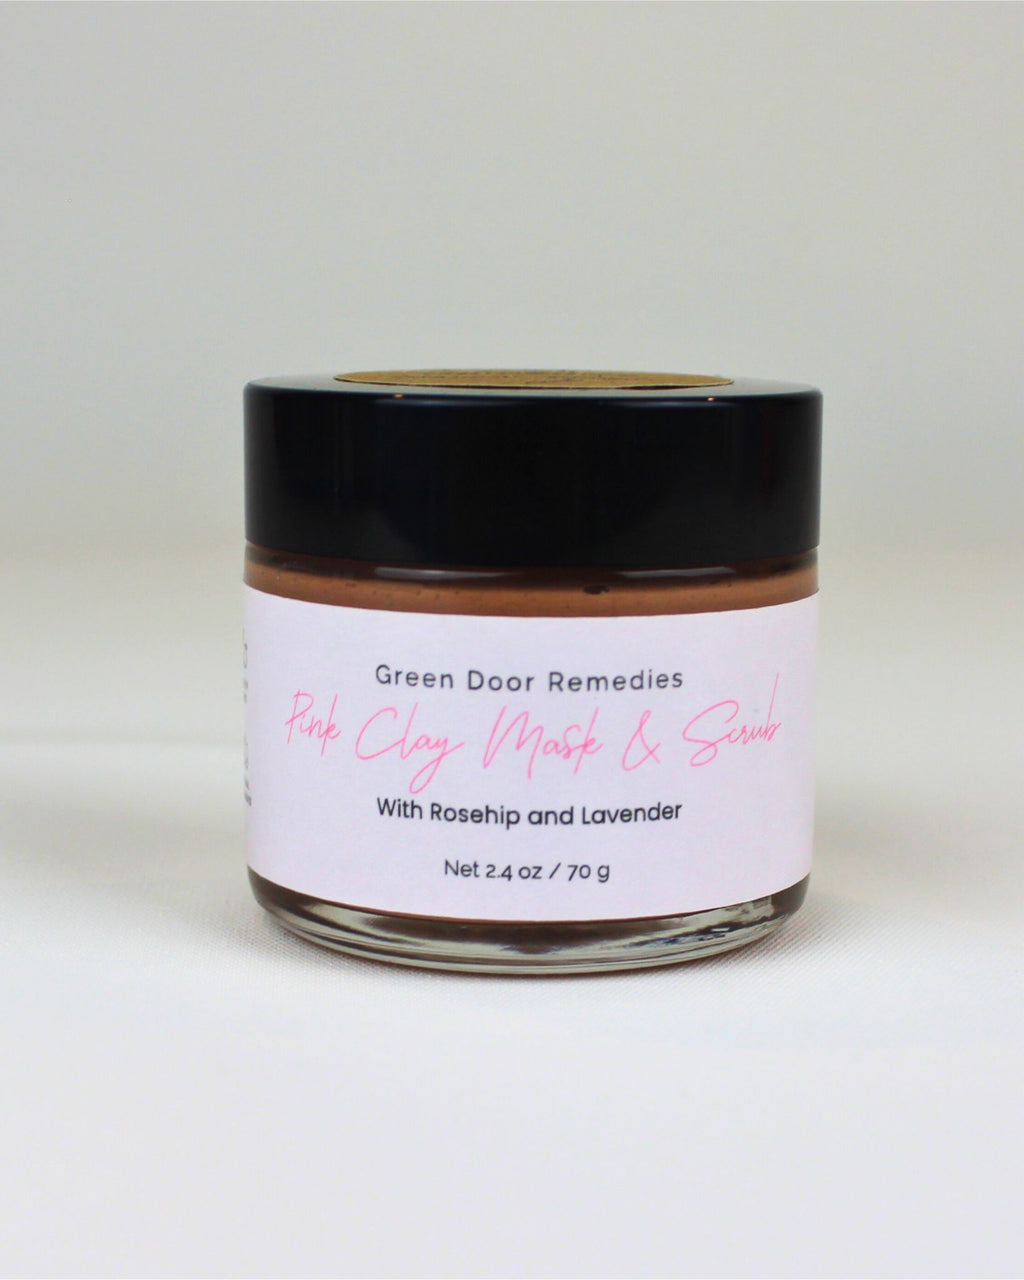 Green Door Remedies
Pink Clay Mask & Scrub
With Rosehip and Lavender
Net 2.4 oz / 70 g